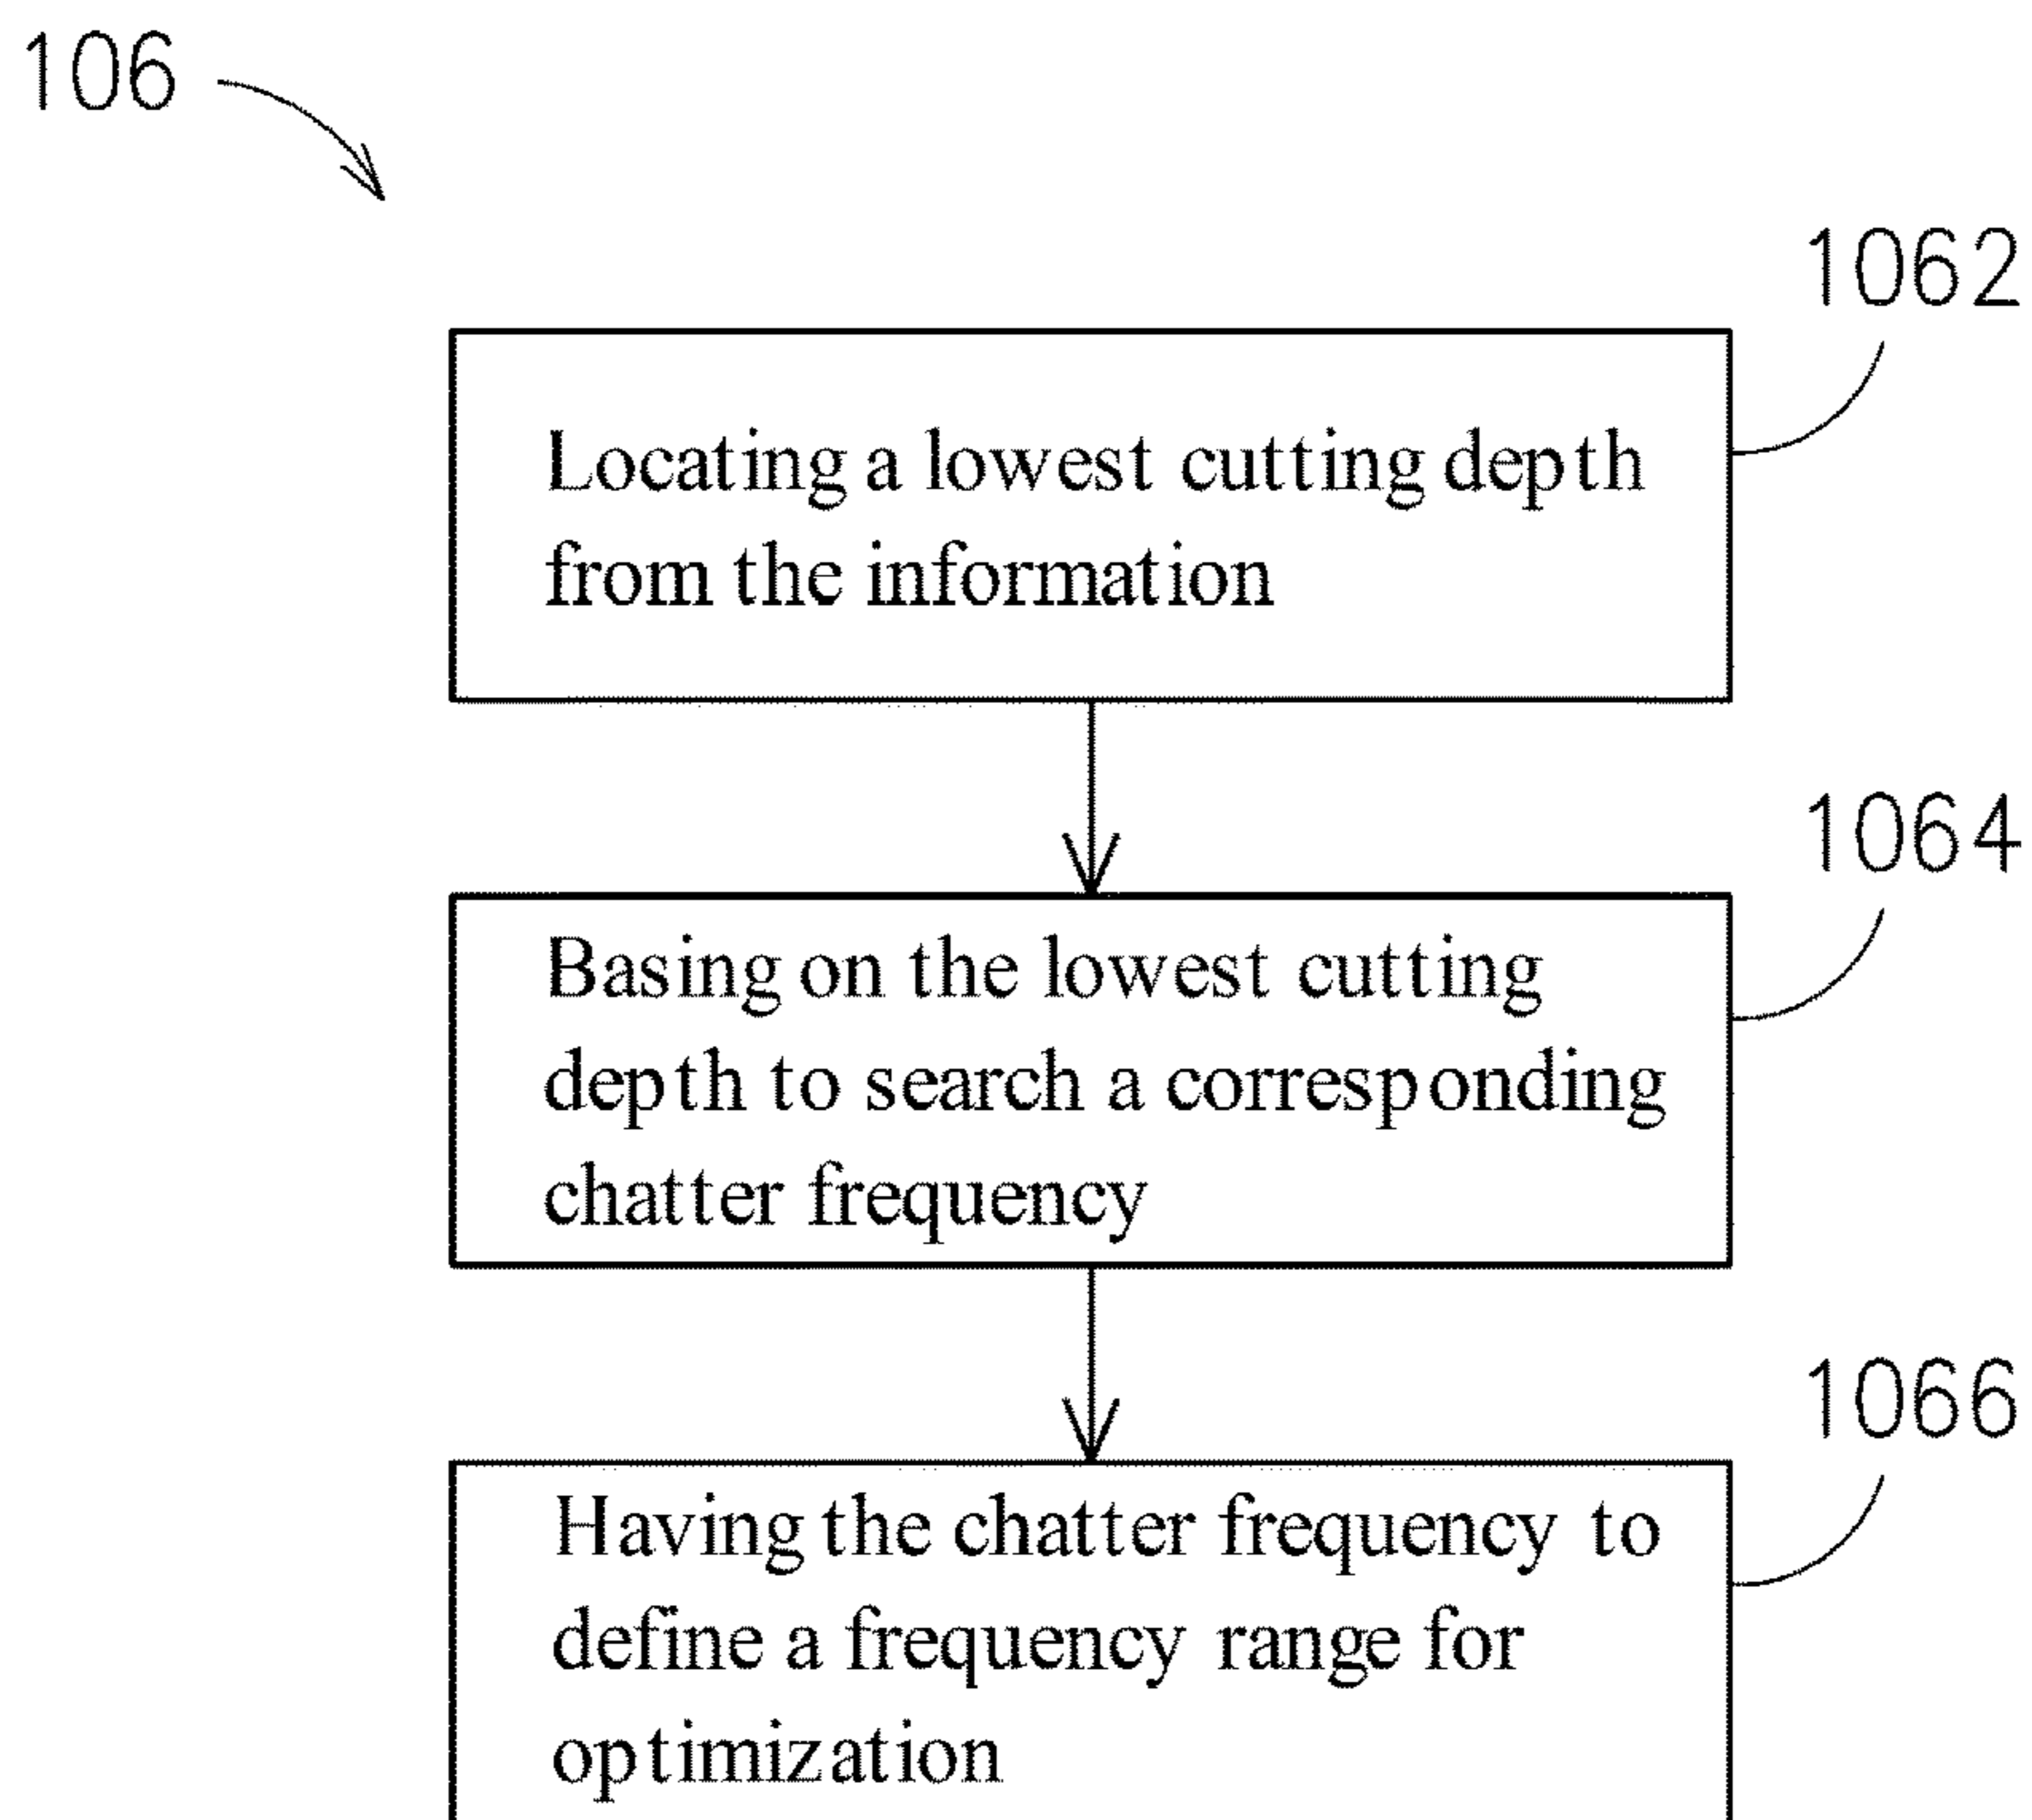 106
1062
Locating a lowest cutting depth
from the information
1064
Basing on the lowest cutting
depth to search a corresponding
chatter frequency
1066
Having the chatter frequency to
define a frequency range for
optimization